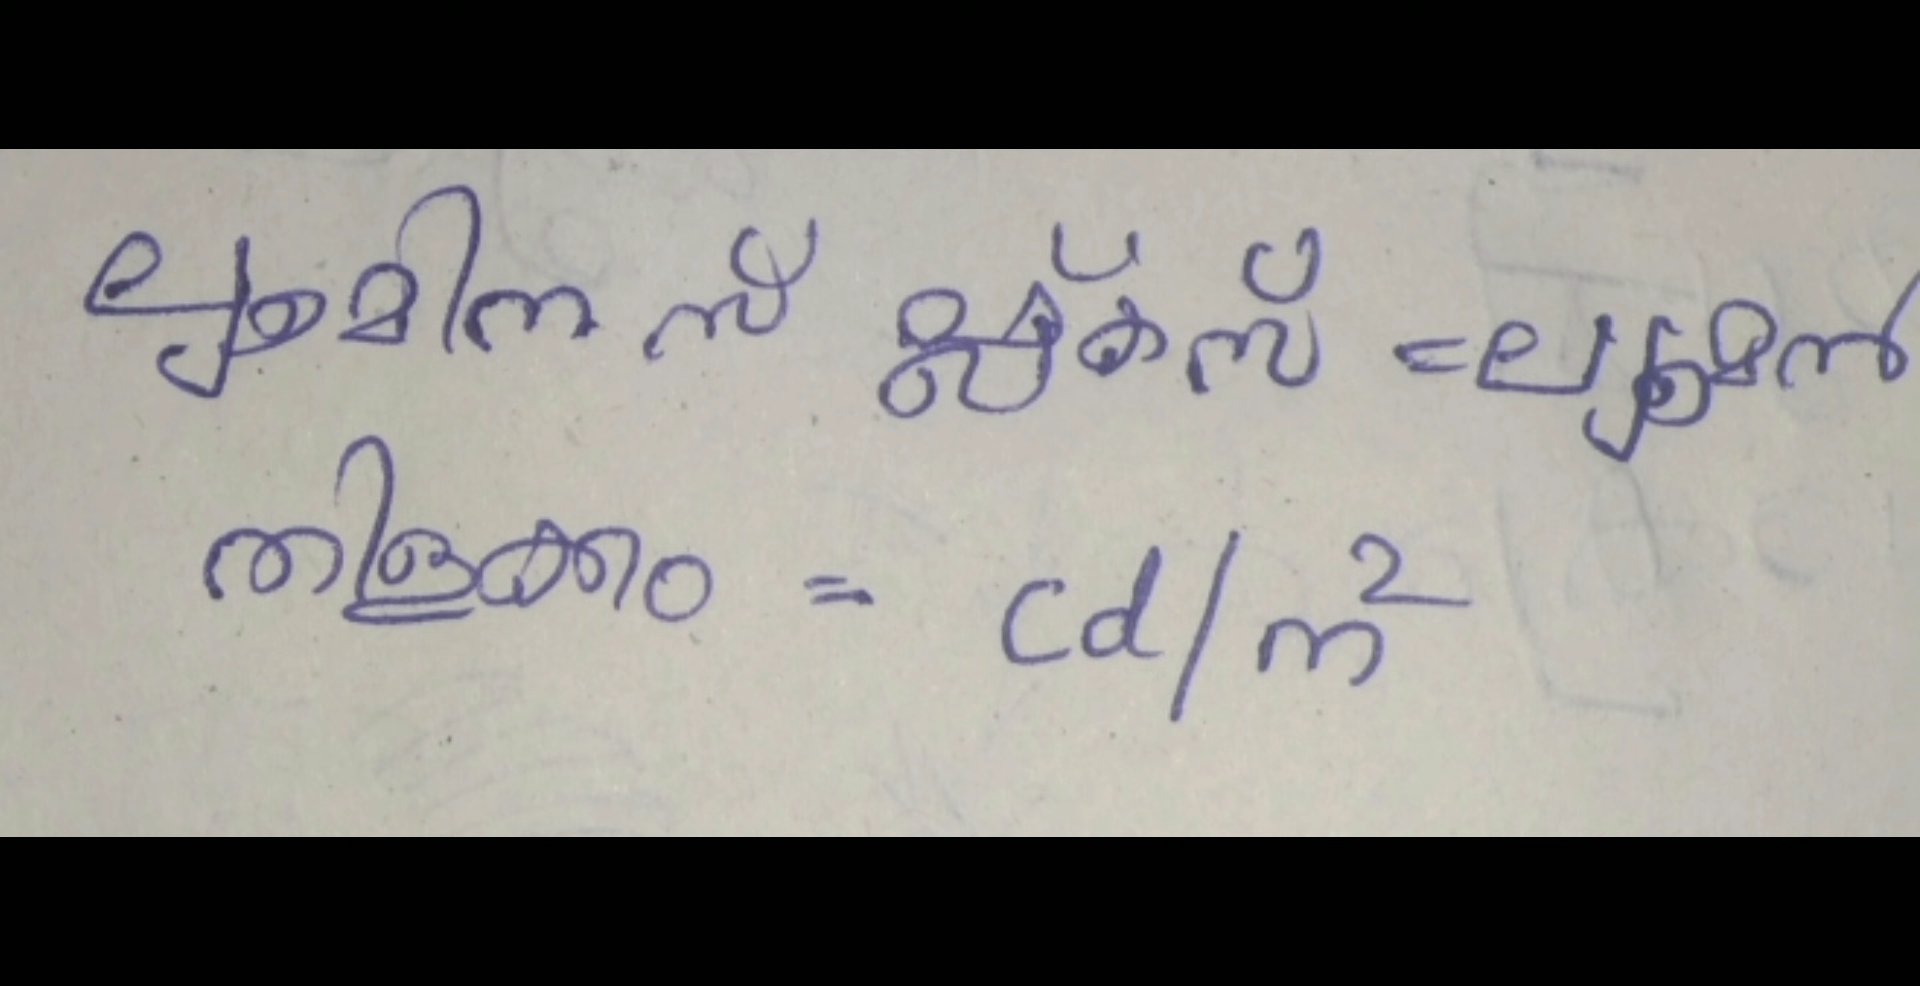 ല്യൂമിനസ് ഫ്ലക്സ് = ല്യൂമൻ
തിളക്കം = Cd/m²